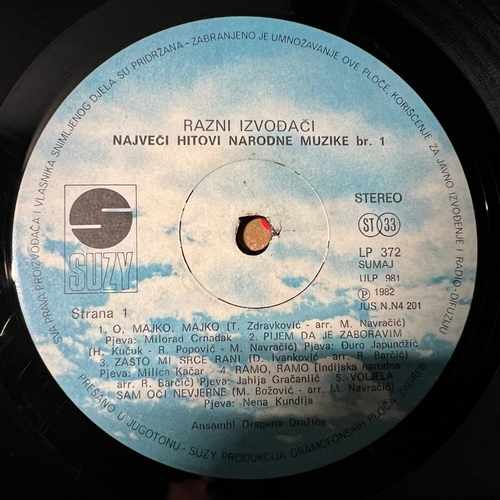 SVA PRAVA PROIZVOĐAČA I VLASNIKA SNIMLJENOG DJELA SU PRIDRŽANA - ZABRANJENO JE UMNOŽAVANJE OVE PLOČE, KORIŠĆENJE ZA JAVNO IZVOĐENJE I RADIO-DIFUZIJU
RAZNI IZVOĐAČI
NAJVEĆI HITOVI NARODNE MUZIKE br. 1
SUZY
STEREO
ST 33
LP 372
SUMAJ
ULP 981
Ⓟ 1982
JUS N.N4 201
Strana 1
1. O, MAJKO, MAJKO (T. Zdravković - arr. M. Navračić)
Pjeva: Milorad Crnadak 2. PIJEM DA JE ZABORAVIM
(H. Kučuk - R. Popović - M. Navračić) Pjeva: Đuro Japundžić
3. ZAŠTO MI SRCE RANI (D. Ivanković - arr. R. Barčić)
Pjeva: Milica Kačar 4. RAMO, RAMO (Indijska narodna
arr. R. Barčić) Pjeva: Jahija Gračanlić 5. VOLJELA
SAM OČI NEVJERNE (M. Božović - arr. M. Navračić)
Pjeva: Nena Kundija
Ansambl Dragana
PREŠANO U JUGOTONU - SUZY PRODUKCIJA GRAMOFONSKIH PLOČA ZAGREB